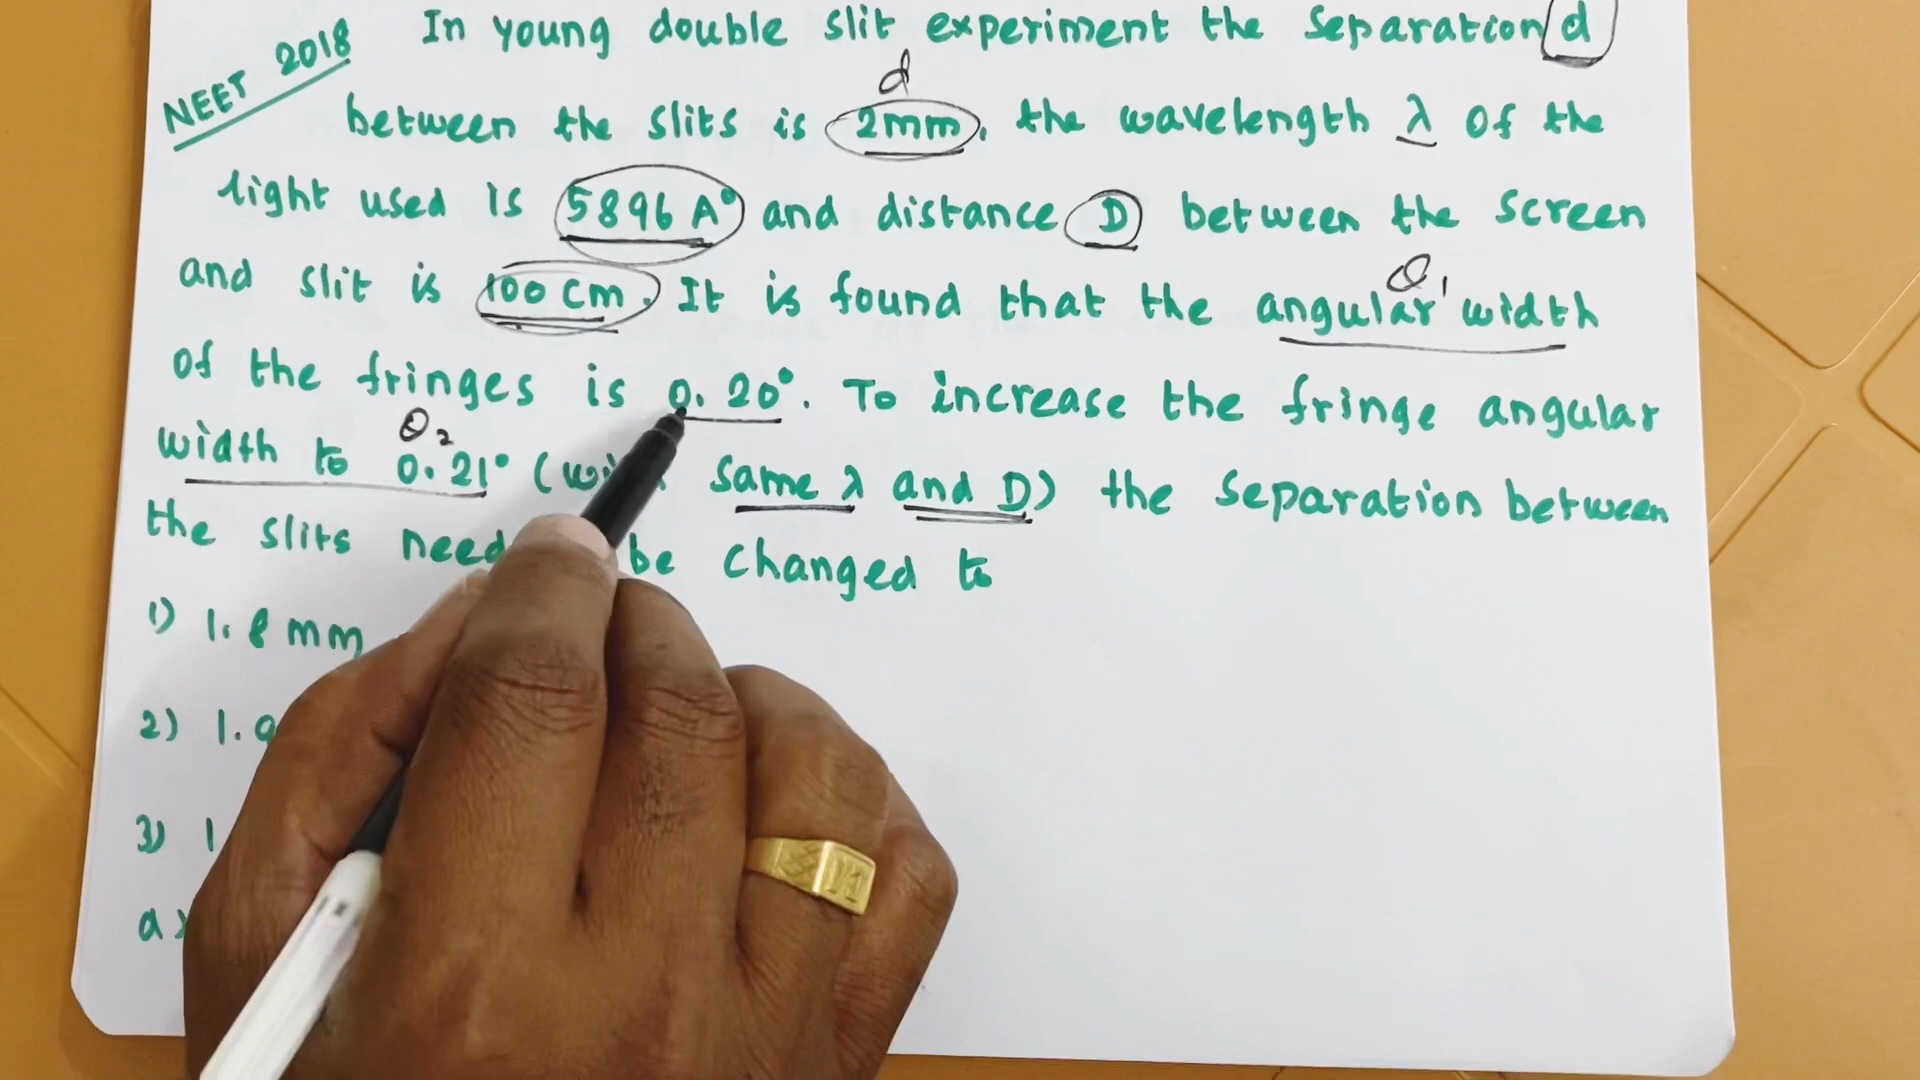 NEET 2018 In young double slit experiment the separation d
d
between the slits is 2mm. the wavelength λ of the
light used is 5896 A° and distance D between the screen
and slit is 100 cm. It is found that the angular width
θ1
of the fringes is 0.20°. To increase the fringe angular
θ2
width to 0.21° ( same λ and D) the separation between
the slits need be changed to
1) 1.8 mm
2) 1.9
3) 1.